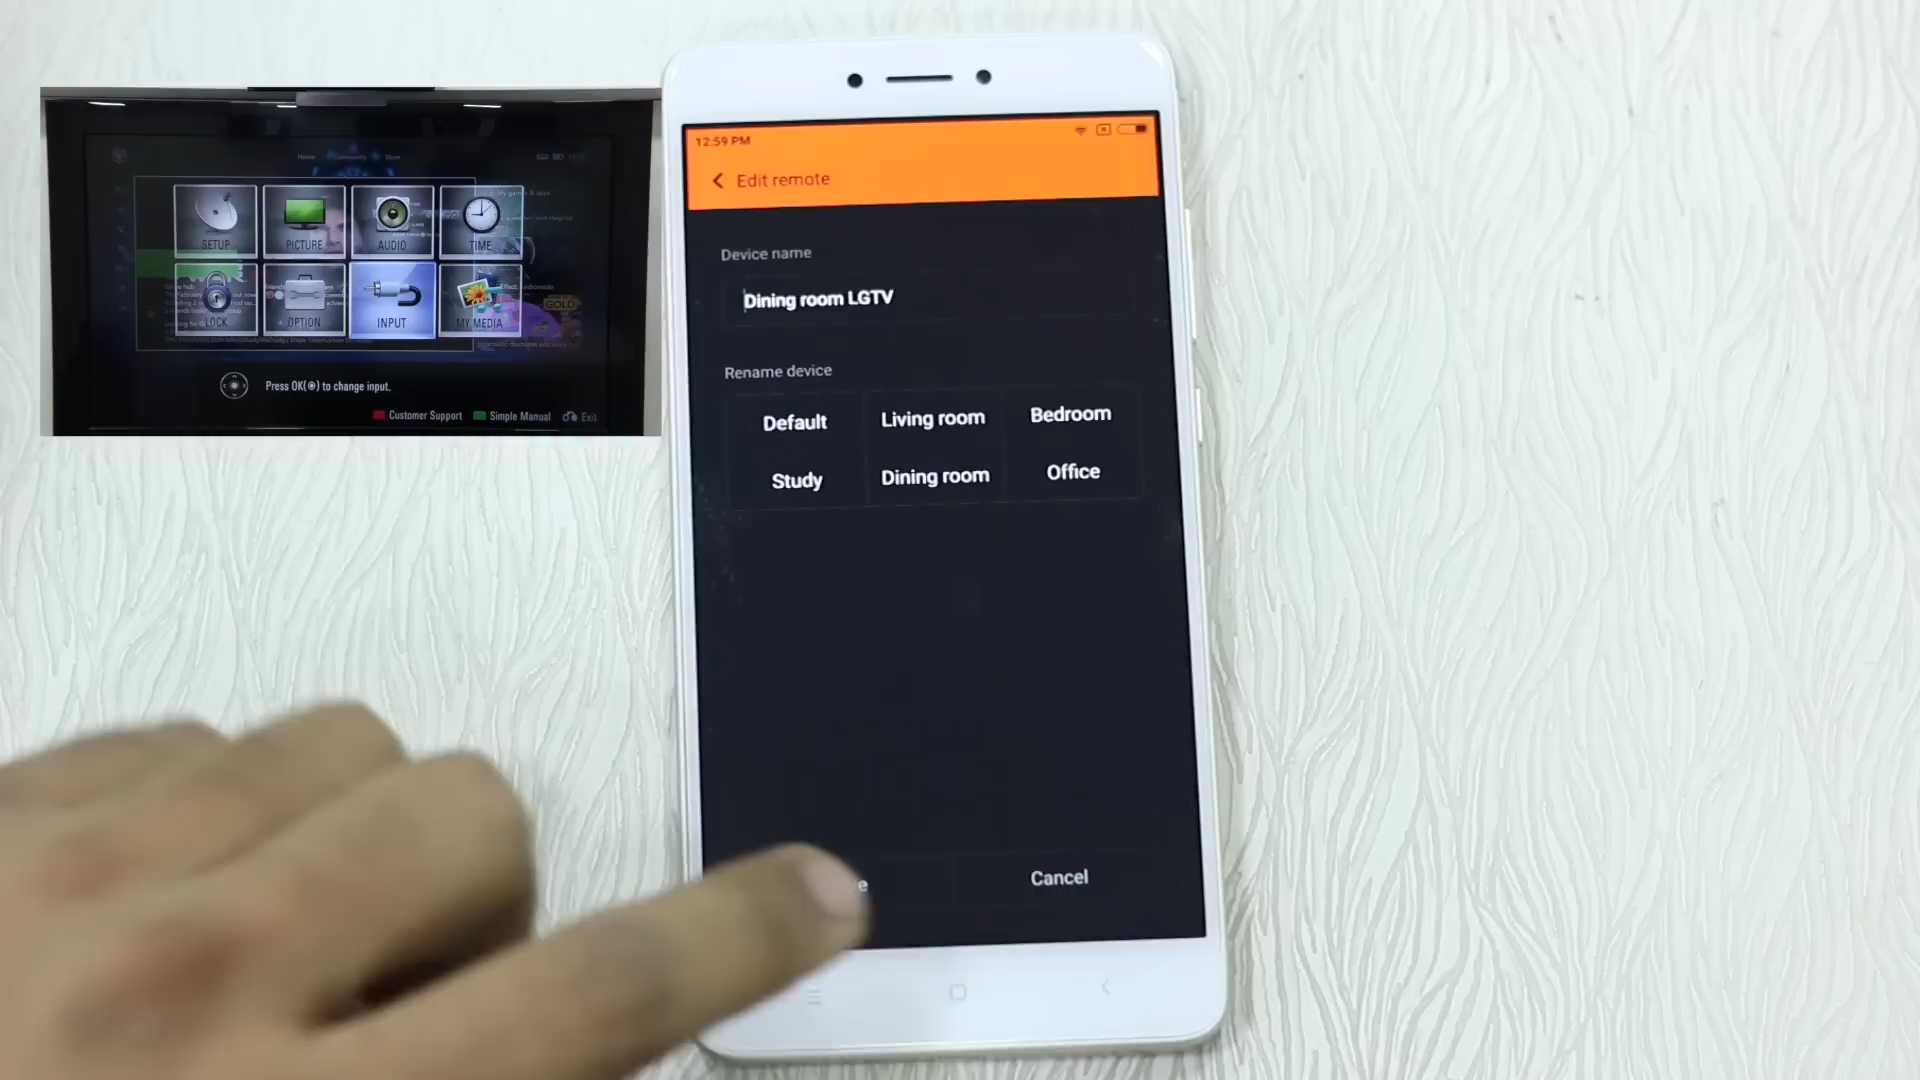 Home Community Store
SETUP PICTURE AUDIO TIME
LOCK OPTION INPUT MY MEDIA
GOLD
Press OK(◉) to change input.
Customer Support Simple Manual Exit
12:59 PM
Edit remote
Device name
Dining room LGTV
Rename device
Default Living room Bedroom
Study Dining room Office
Cancel